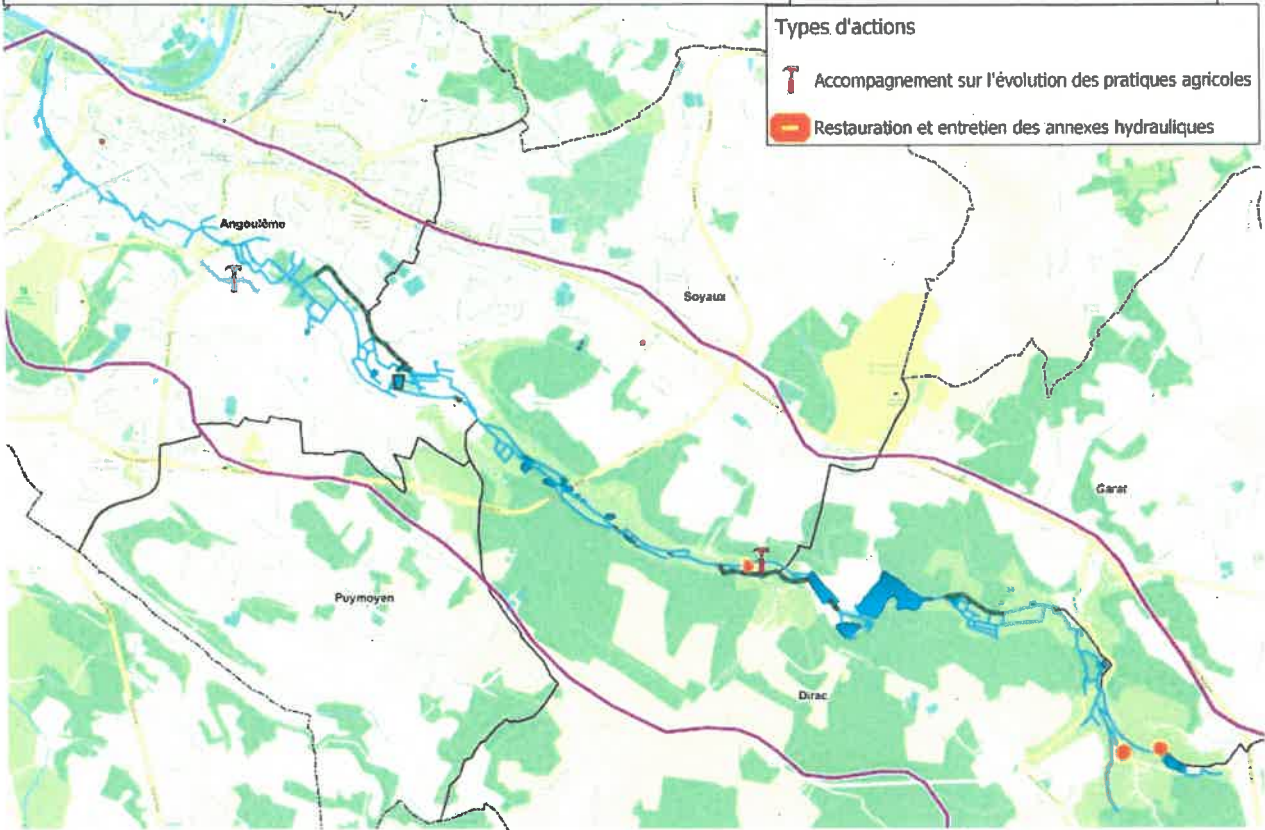 Types d'actions
Accompagnement sur l'évolution des pratiques agricoles
Restauration et entretien des annexes hydrauliques
Angoulême
Soyaux
Garat
Puymoyen
Dirac